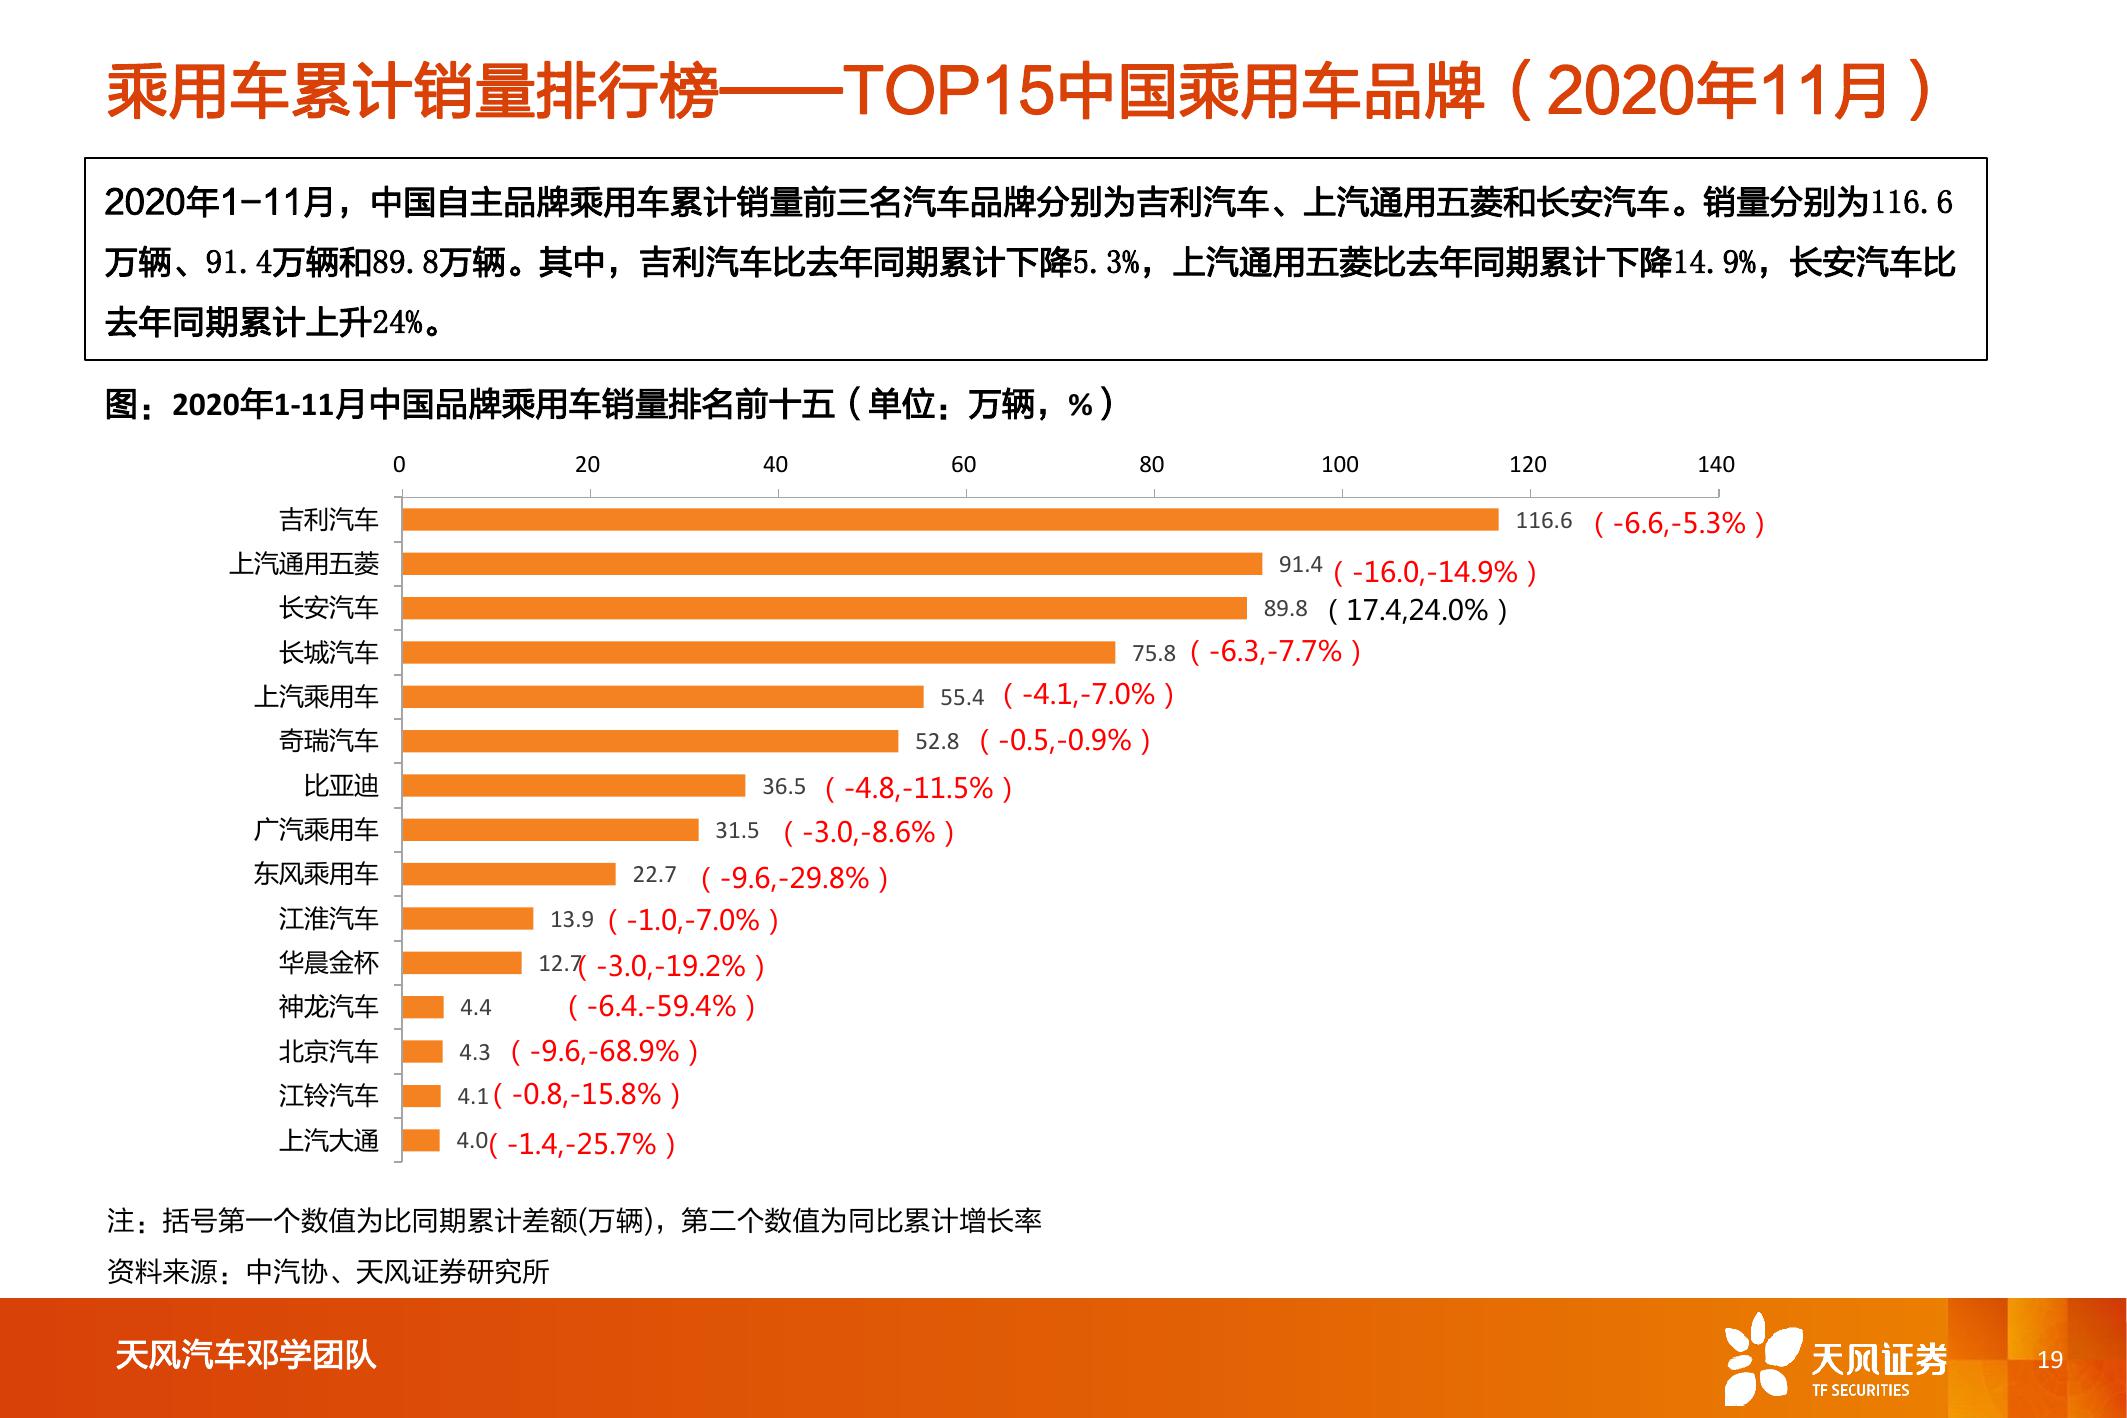 乘用车累计销量排行榜——TOP15中国乘用车品牌（2020年11月）
2020年1-11月，中国自主品牌乘用车累计销量前三名汽车品牌分别为吉利汽车、上汽通用五菱和长安汽车。销量分别为116.6
万辆、91.4万辆和89.8万辆。其中，吉利汽车比去年同期累计下降5.3%，上汽通用五菱比去年同期累计下降14.9%，长安汽车比
去年同期累计上升24%。
图：2020年1-11月中国品牌乘用车销量排名前十五（单位：万辆，%）
0 20 40 60 80 100 120 140
吉利汽车 116.6 （-6.6,-5.3%）
上汽通用五菱 91.4 （-16.0,-14.9%）
长安汽车 89.8 （17.4,24.0%）
长城汽车 75.8 （-6.3,-7.7%）
上汽乘用车 55.4 （-4.1,-7.0%）
奇瑞汽车 52.8 （-0.5,-0.9%）
比亚迪 36.5 （-4.8,-11.5%）
广汽乘用车 31.5 （-3.0,-8.6%）
东风乘用车 22.7 （-9.6,-29.8%）
江淮汽车 13.9 （-1.0,-7.0%）
华晨金杯 12.7 （-3.0,-19.2%）
神龙汽车 4.4 （-6.4.-59.4%）
北京汽车 4.3 （-9.6,-68.9%）
江铃汽车 4.1 （-0.8,-15.8%）
上汽大通 4.0 （-1.4,-25.7%）
注：括号第一个数值为比同期累计差额(万辆)，第二个数值为同比累计增长率
资料来源：中汽协、天风证券研究所
天风汽车邓学团队
天风证券
TF SECURITIES
19